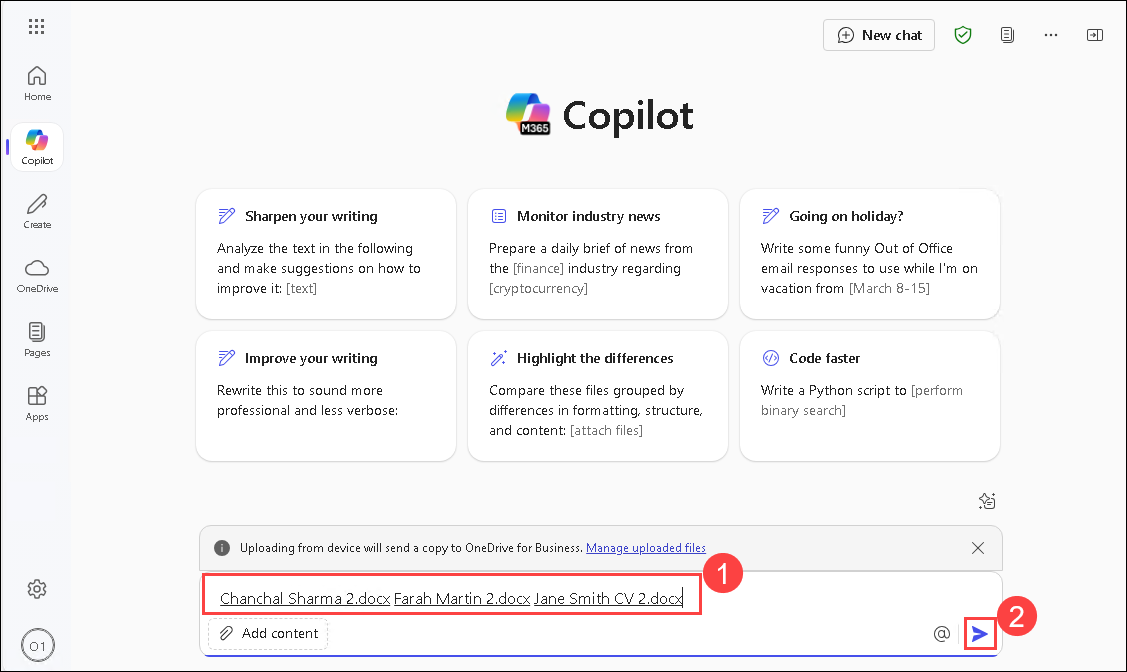 New chat
Home
M365
Copilot
Copilot
Create
OneDrive
Pages
Apps
Sharpen your writing
Analyze the text in the following
and make suggestions on how to
improve it: [text]
Monitor industry news
Prepare a daily brief of news from
the [finance] industry regarding
[cryptocurrency]
Going on holiday?
Write some funny Out of Office
email responses to use while I'm on
vacation from [March 8-15]
Improve your writing
Rewrite this to sound more
professional and less verbose:
Highlight the differences
Compare these files grouped by
differences in formatting, structure,
and content: [attach files]
Code faster
Write a Python script to [perform
binary search]
Uploading from device will send a copy to OneDrive for Business. Manage uploaded files
1
Chanchal Sharma 2.docx Farah Martin 2.docx Jane Smith CV 2.docx
2
Add content
@
O1